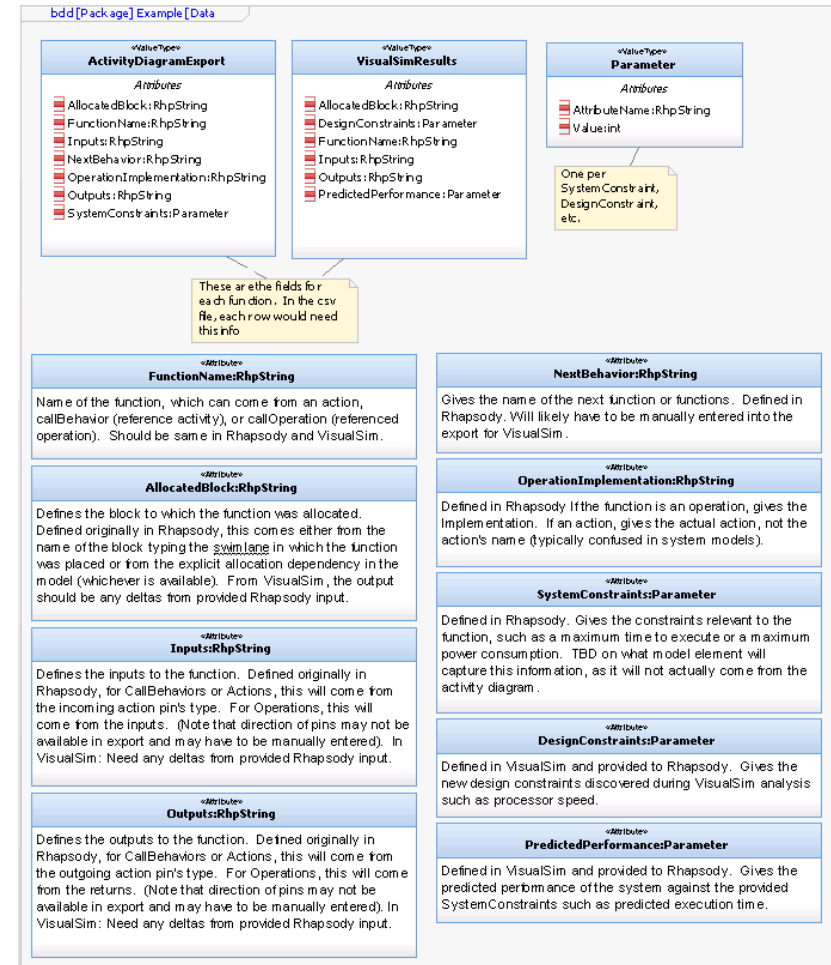 bdd [Package] Example [Data
«ValueType»
ActivityDiagramExport
Attributes
AllocatedBlock:RhpString
FunctionName:RhpString
Inputs:RhpString
NextBehavior:RhpString
OperationImplementation:RhpString
Outputs:RhpString
SystemConstraints:Parameter
«ValueType»
VisualSimResults
Attributes
AllocatedBlock:RhpString
DesignConstraints:Parameter
FunctionName:RhpString
Inputs:RhpString
Outputs:RhpString
PredictedPerformance:Parameter
«ValueType»
Parameter
Attributes
AttributeName:RhpString
Value:int
One per
SystemConstraint,
DesignConstraint,
etc.
These are the fields for
each function. In the csv
file, each row would need
this info
«Attribute»
FunctionName:RhpString
Name of the function, which can come from an action,
callBehavior (reference activity), or callOperation (referenced
operation). Should be same in Rhapsody and VisualSim.
«Attribute»
AllocatedBlock:RhpString
Defines the block to which the function was allocated.
Defined originally in Rhapsody, this comes either from the
name of the block typing the swimlane in which the function
was placed or from the explicit allocation dependency in the
model (whichever is available). From VisualSim, the output
should be any deltas from provided Rhapsody input.
«Attribute»
Inputs:RhpString
Defines the inputs to the function. Defined originally in
Rhapsody, for CallBehaviors or Actions, this will come from
the incoming action pin's type. For Operations, this will
come from the inputs. (Note that direction of pins may not be
available in export and may have to be manually entered). In
VisualSim: Need any deltas from provided Rhapsody input.
«Attribute»
Outputs:RhpString
Defines the outputs to the function. Defined originally in
Rhapsody, for CallBehaviors or Actions, this will come from
the outgoing action pin's type. For Operations, this will come
from the returns. (Note that direction of pins may not be
available in export and may have to be manually entered). In
VisualSim: Need any deltas from provided Rhapsody input.
«Attribute»
NextBehavior:RhpString
Gives the name of the next function or functions. Defined in
Rhapsody. Will likely have to be manually entered into the
export for VisualSim.
«Attribute»
OperationImplementation:RhpString
Defined in Rhapsody If the function is an operation, gives the
Implementation. If an action, gives the actual action, not the
action's name (typically confused in system models).
«Attribute»
SystemConstraints:Parameter
Defined in Rhapsody. Gives the constraints relevant to the
function, such as a maximum time to execute or a maximum
power consumption. TBD on what model element will
capture this information, as it will not actually come from the
activity diagram.
«Attribute»
DesignConstraints:Parameter
Defined in VisualSim and provided to Rhapsody. Gives the
new design constraints discovered during VisualSim analysis
such as processor speed.
«Attribute»
PredictedPerformance:Parameter
Defined in VisualSim and provided to Rhapsody. Gives the
predicted performance of the system against the provided
SystemConstraints such as predicted execution time.